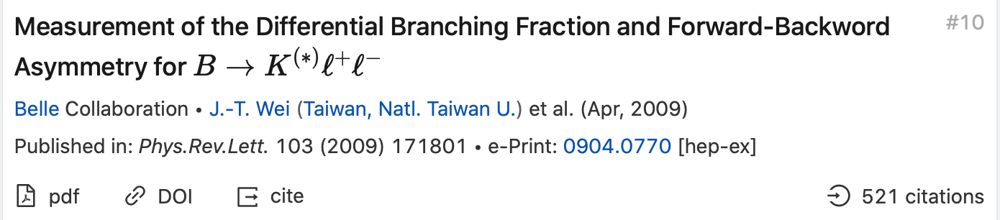 Measurement of the Differential Branching Fraction and Forward-Backword
#10
Asymmetry for B → K^(*)ℓ^+ℓ^-
Belle Collaboration • J.-T. Wei (Taiwan, Natl. Taiwan U.) et al. (Apr, 2009)
Published in: Phys.Rev.Lett. 103 (2009) 171801 • e-Print: 0904.0770 [hep-ex]
pdf DOI cite 521 citations